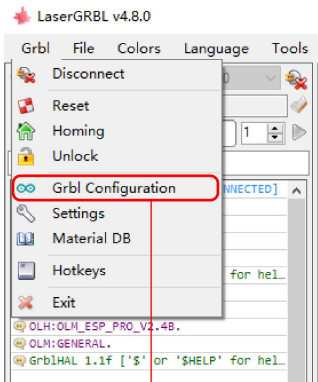 LaserGRBL v4.8.0
Grbl File Colors Language Tools
Disconnect
Reset
Homing
1
Unlock
Grbl Configuration
NNECTED]
Settings
Material DB
Hotkeys
for hel…
Exit
OLH:OLM_ESP_PRO_V2.4B.
OLM:GENERAL.
GrblHAL 1.1f ['$' or '$HELP' for hel…